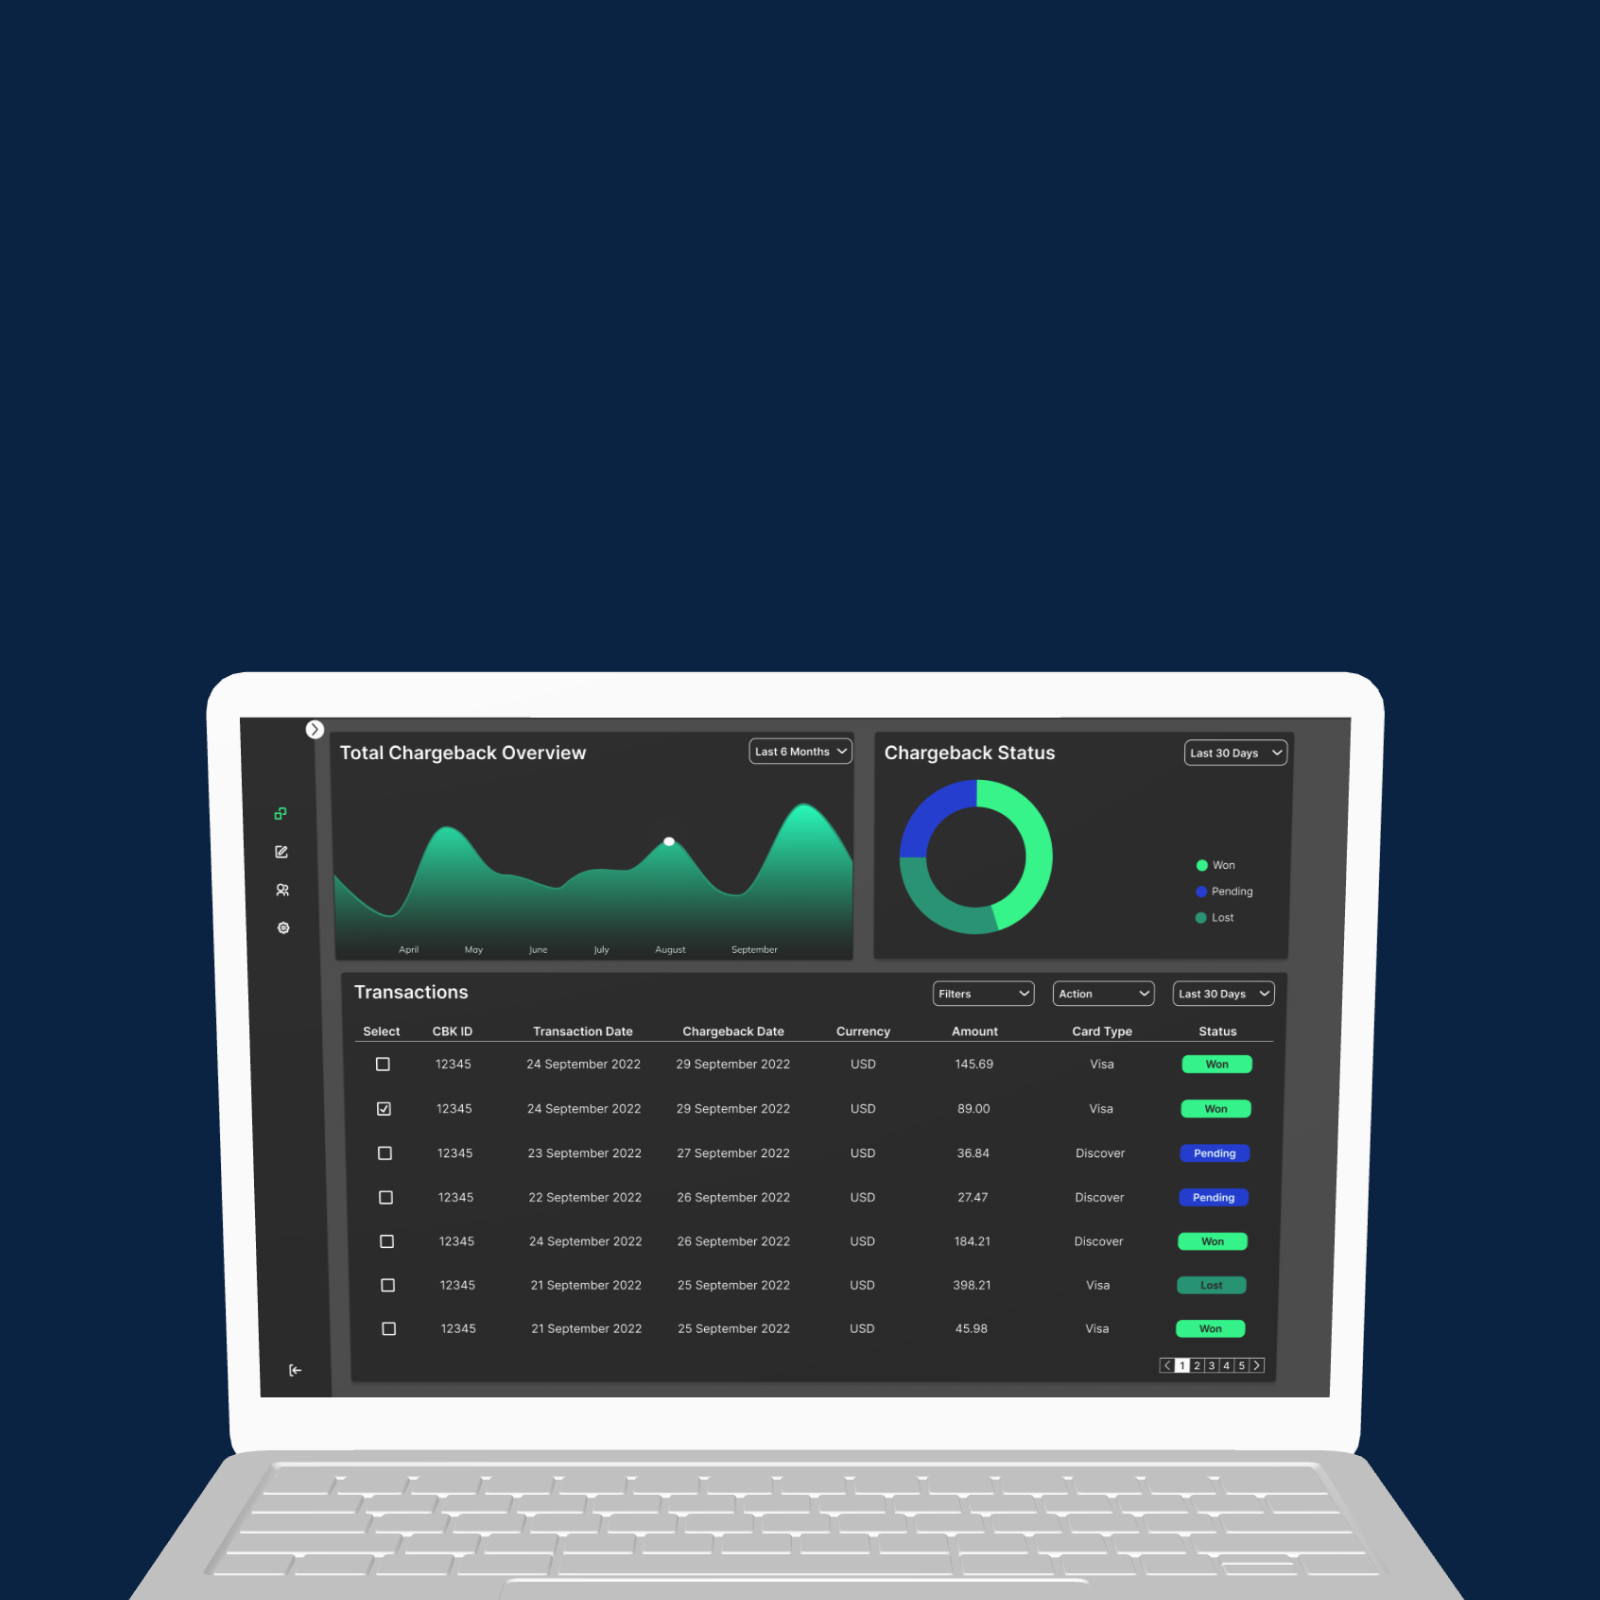 Total Chargeback Overview
Last 6 Months
April May June July August September
Chargeback Status
Last 30 Days
Won
Pending
Lost
Transactions
Filters Action Last 30 Days
Select CBK ID Transaction Date Chargeback Date Currency Amount Card Type Status
12345 24 September 2022 29 September 2022 USD 145.69 Visa Won
12345 24 September 2022 29 September 2022 USD 89.00 Visa Won
12345 23 September 2022 27 September 2022 USD 36.84 Discover Pending
12345 22 September 2022 26 September 2022 USD 27.47 Discover Pending
12345 24 September 2022 26 September 2022 USD 184.21 Discover Won
12345 21 September 2022 25 September 2022 USD 398.21 Visa Lost
12345 21 September 2022 25 September 2022 USD 45.98 Visa Won
1 2 3 4 5